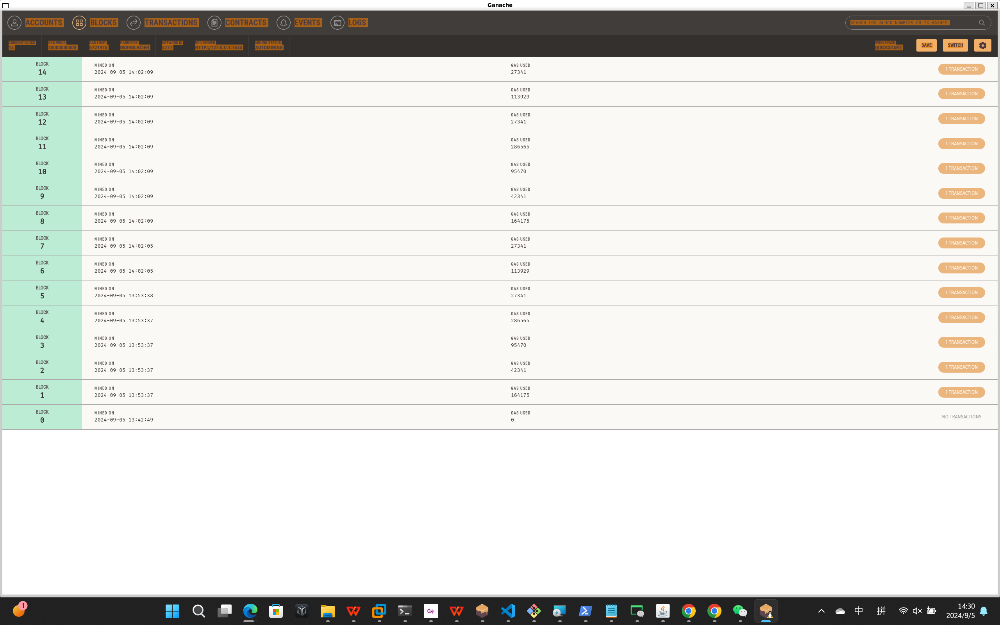 Ganache
ACCOUNTS BLOCKS TRANSACTIONS CONTRACTS EVENTS LOGS SEARCH FOR BLOCK NUMBERS OR TX HASHES
CURRENT BLOCK GAS PRICE GAS LIMIT HARDFORK NETWORK ID RPC SERVER MINING STATUS WORKSPACE
14 20000000000 6721975 MUIRGLACIER 5777 HTTP://127.0.0.1:7545 AUTOMINING QUICKSTART SAVE SWITCH
BLOCK MINED ON GAS USED
14 2024-09-05 14:02:09 27341 1 TRANSACTION
BLOCK MINED ON GAS USED
13 2024-09-05 14:02:09 113929 1 TRANSACTION
BLOCK MINED ON GAS USED
12 2024-09-05 14:02:09 27341 1 TRANSACTION
BLOCK MINED ON GAS USED
11 2024-09-05 14:02:09 286565 1 TRANSACTION
BLOCK MINED ON GAS USED
10 2024-09-05 14:02:09 95470 1 TRANSACTION
BLOCK MINED ON GAS USED
9 2024-09-05 14:02:09 42341 1 TRANSACTION
BLOCK MINED ON GAS USED
8 2024-09-05 14:02:09 164175 1 TRANSACTION
BLOCK MINED ON GAS USED
7 2024-09-05 14:02:05 27341 1 TRANSACTION
BLOCK MINED ON GAS USED
6 2024-09-05 14:02:05 113929 1 TRANSACTION
BLOCK MINED ON GAS USED
5 2024-09-05 13:53:38 27341 1 TRANSACTION
BLOCK MINED ON GAS USED
4 2024-09-05 13:53:37 286565 1 TRANSACTION
BLOCK MINED ON GAS USED
3 2024-09-05 13:53:37 95470 1 TRANSACTION
BLOCK MINED ON GAS USED
2 2024-09-05 13:53:37 42341 1 TRANSACTION
BLOCK MINED ON GAS USED
1 2024-09-05 13:53:37 164175 1 TRANSACTION
BLOCK MINED ON GAS USED
0 2024-09-05 13:42:49 0 NO TRANSACTIONS
1 中 拼 14:30
2024/9/5